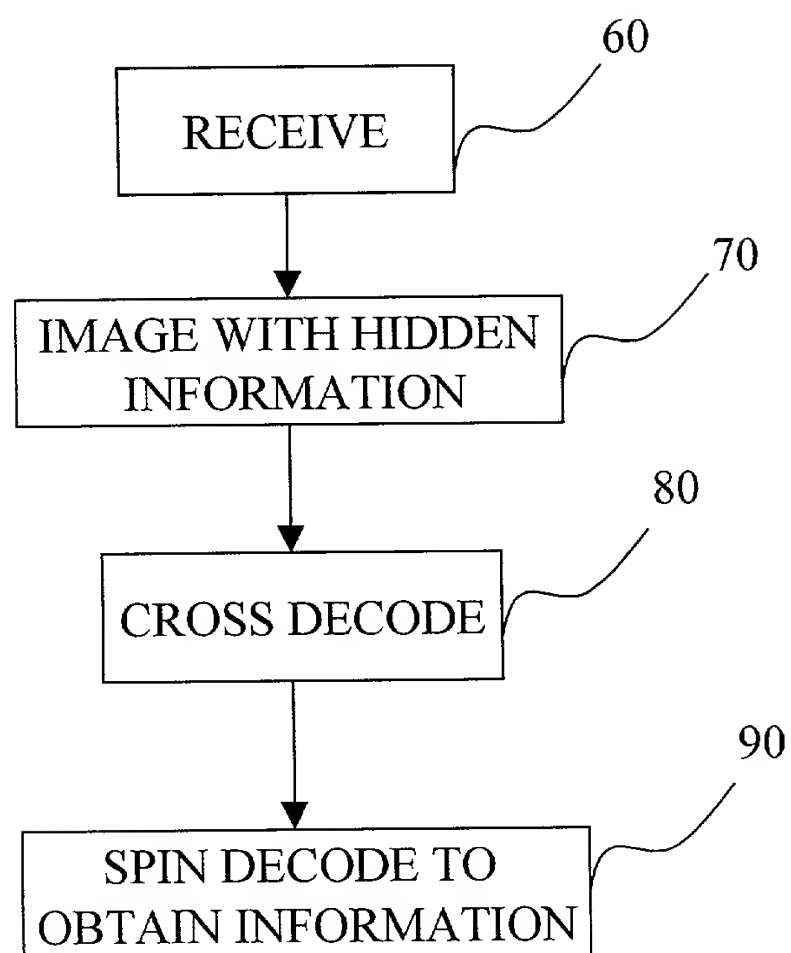 60
RECEIVE
70
IMAGE WITH HIDDEN
INFORMATION
80
CROSS DECODE
90
SPIN DECODE TO
OBTAIN INFORMATION